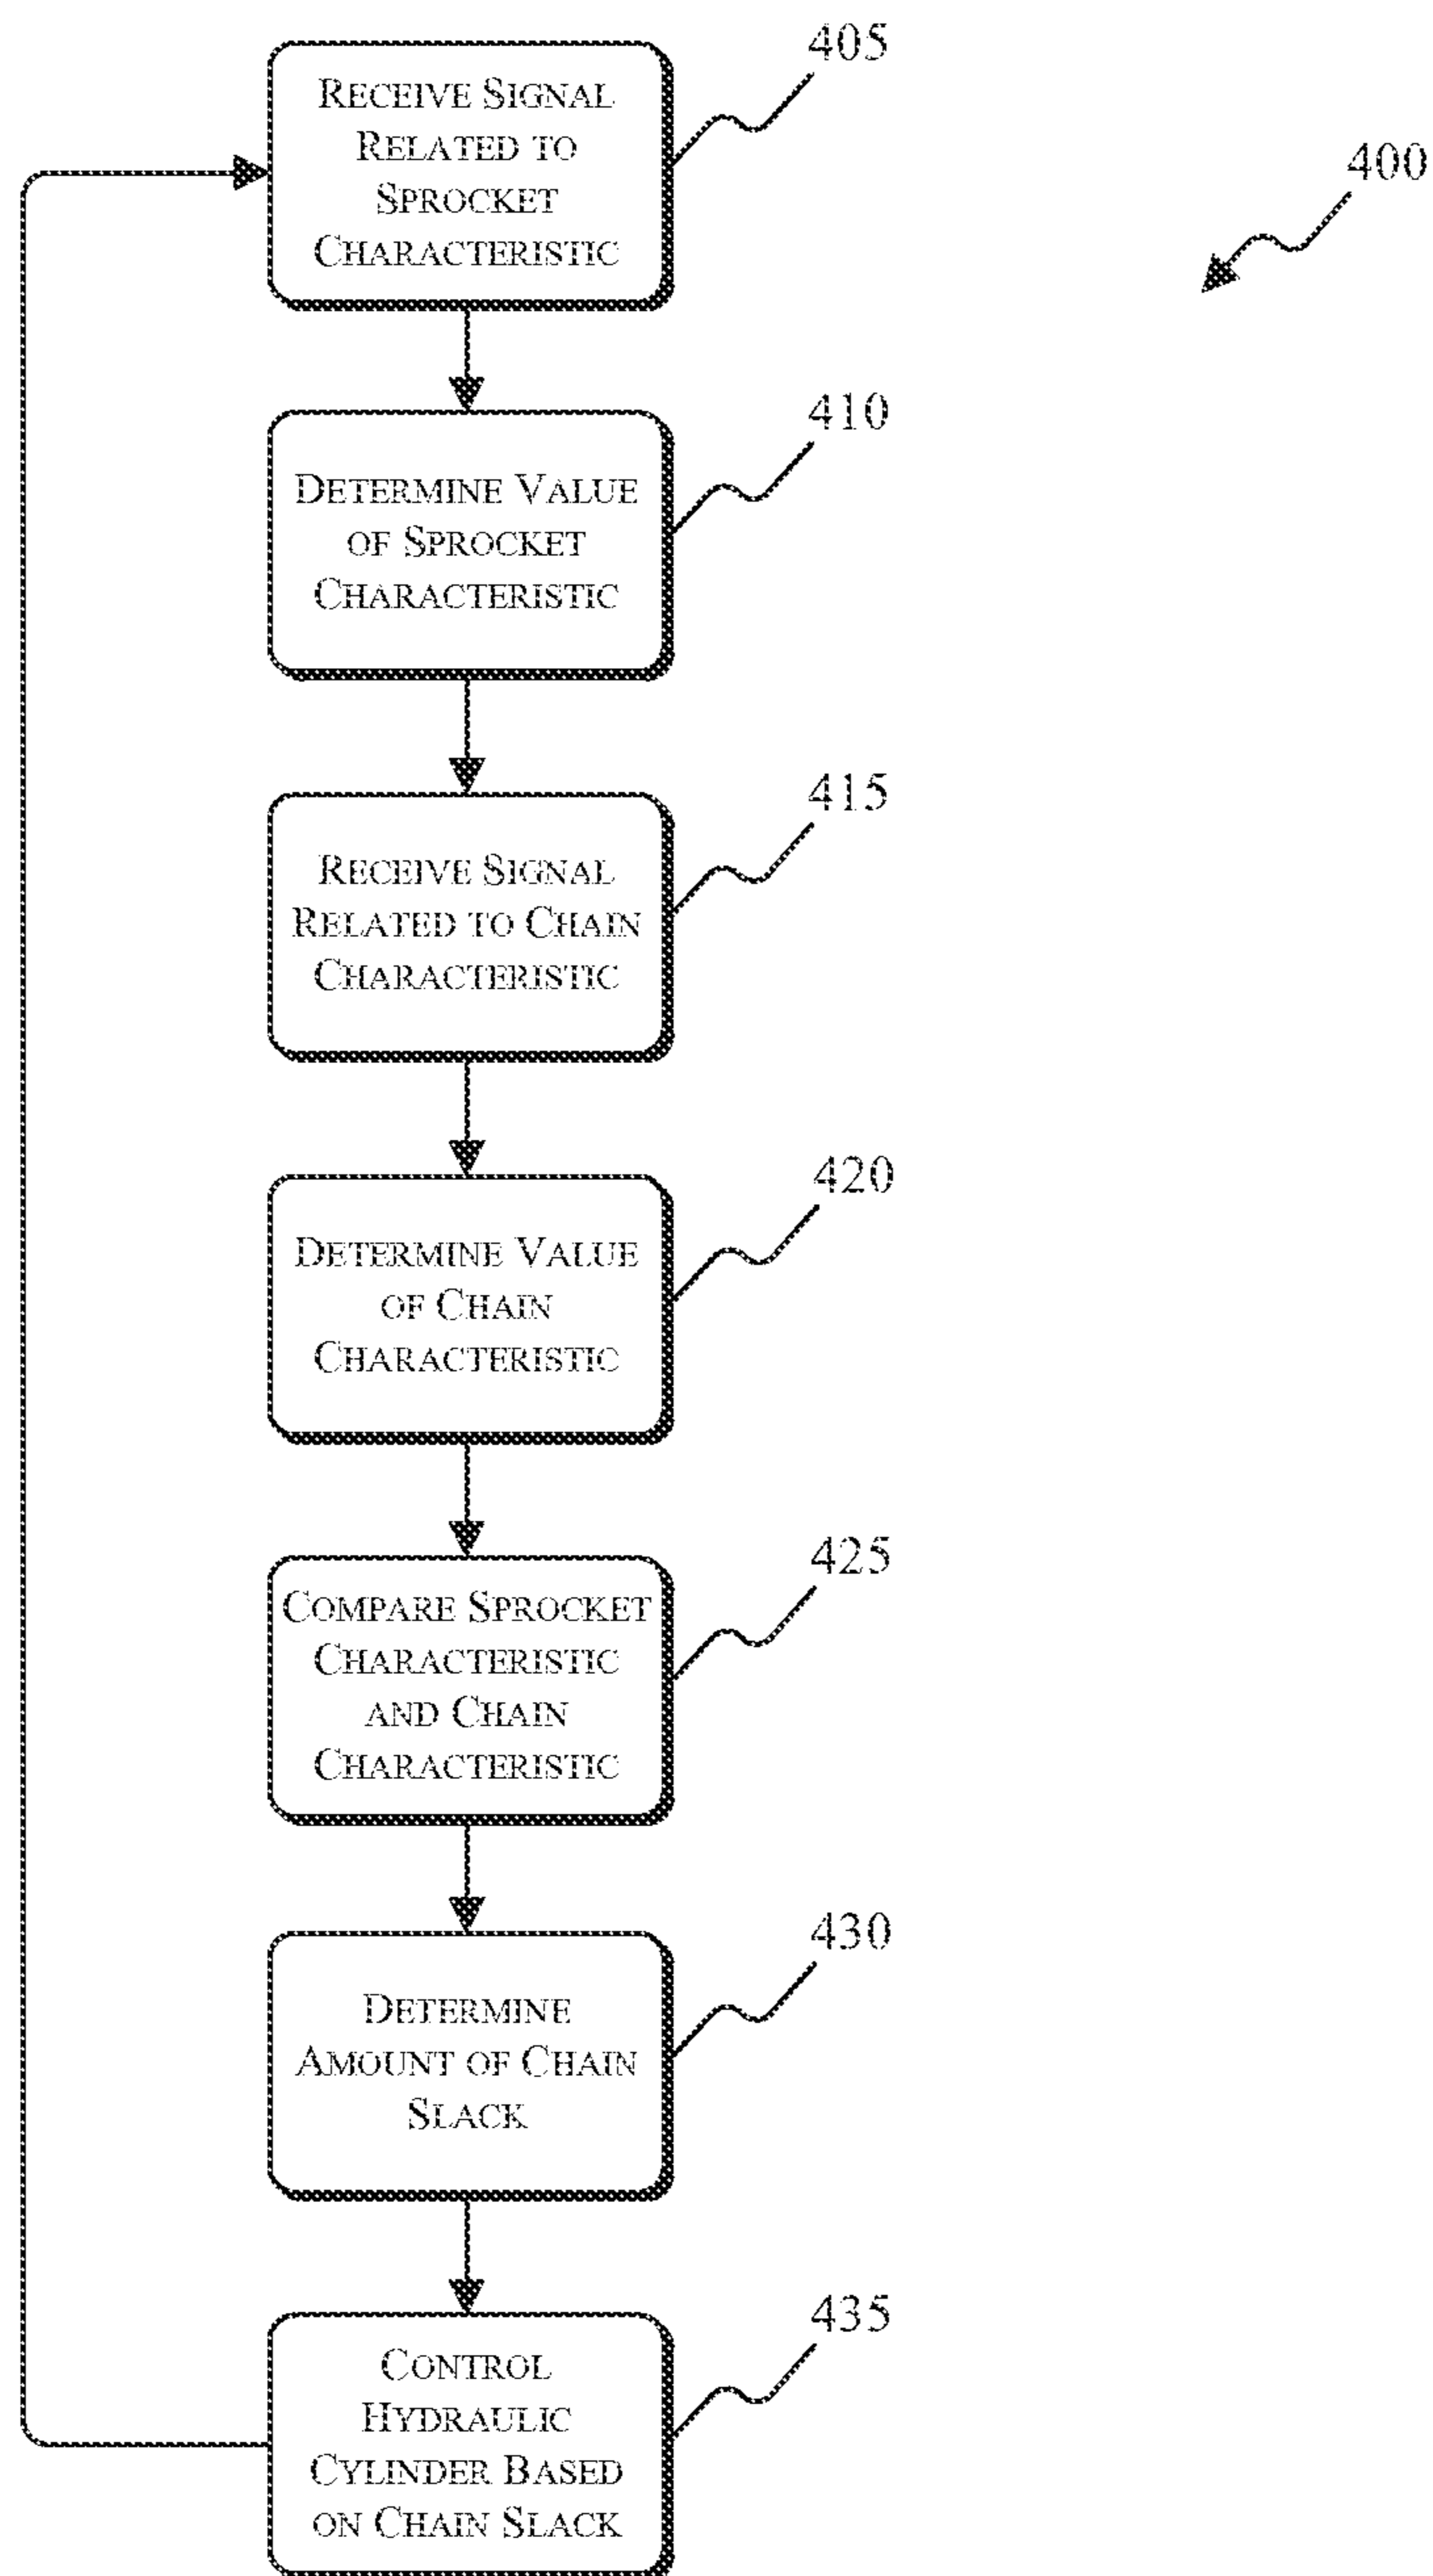 405
RECEIVE SIGNAL
RELATED TO
SPROCKET
CHARACTERISTIC
400
410
DETERMINE VALUE
OF SPROCKET
CHARACTERISTIC
415
RECEIVE SIGNAL
RELATED TO CHAIN
CHARACTERISTIC
420
DETERMINE VALUE
OF CHAIN
CHARACTERISTIC
425
COMPARE SPROCKET
CHARACTERISTIC
AND CHAIN
CHARACTERISTIC
430
DETERMINE
AMOUNT OF CHAIN
SLACK
435
CONTROL
HYDRAULIC
CYLINDER BASED
ON CHAIN SLACK